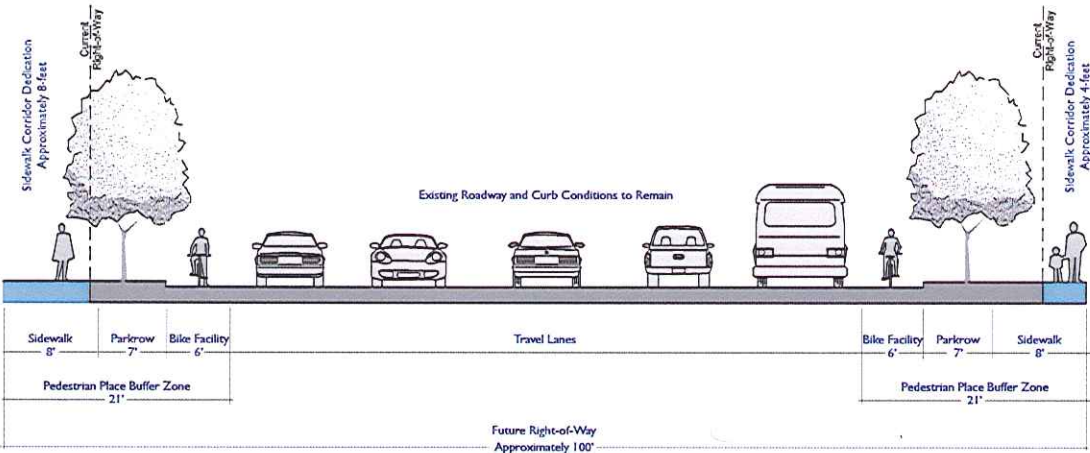 Sidewalk Corridor Dedication
Approximately 8-feet
Current
Right-of-Way
Current
Right-of-Way
Sidewalk Corridor Dedication
Approximately 4-feet
Existing Roadway and Curb Conditions to Remain
Sidewalk
8'
Parkrow
7'
Bike Facility
6'
Travel Lanes
Bike Facility
6'
Parkrow
7'
Sidewalk
8'
Pedestrian Place Buffer Zone
21'
Pedestrian Place Buffer Zone
21'
Future Right-of-Way
Approximately 100'